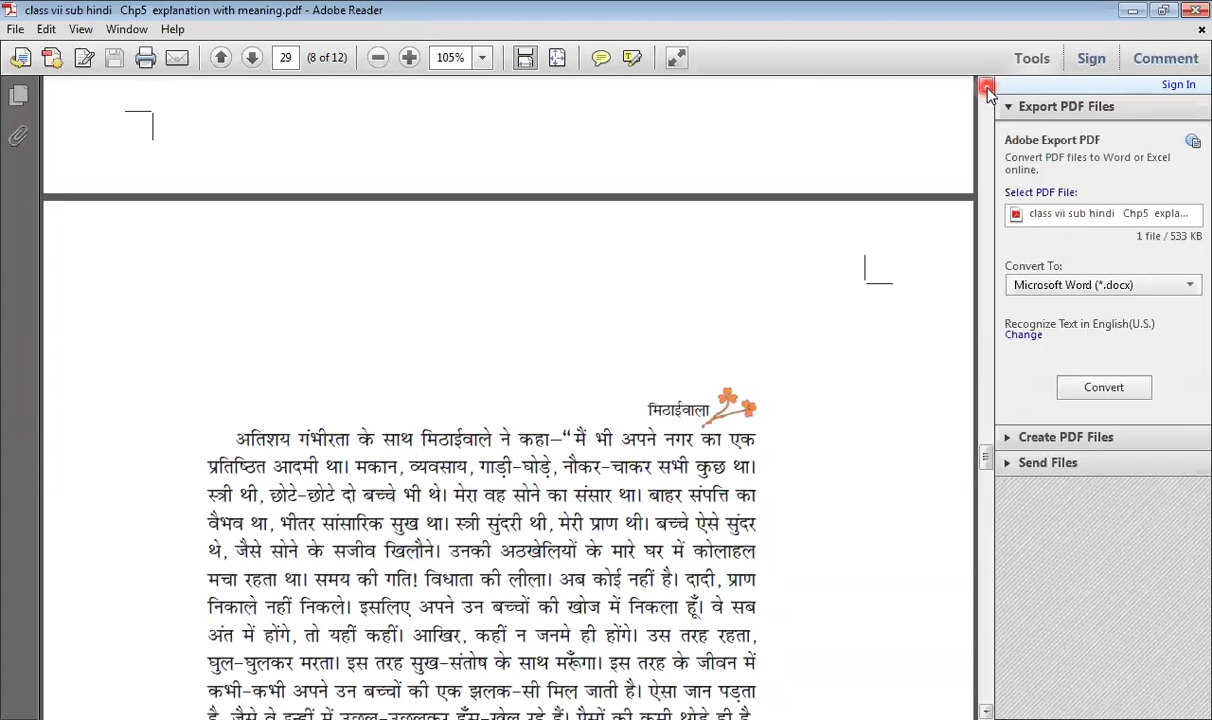 class vii sub hindi  Chp5  explanation with meaning.pdf - Adobe Reader
File Edit View Window Help
29 (8 of 12) 105% Tools Sign Comment
Sign In
Export PDF Files
Adobe Export PDF
Convert PDF files to Word or Excel
online.
Select PDF File:
class vii sub hindi   Chp5  expla...
1 file / 533 KB
Convert To:
Microsoft Word (*.docx)
Recognize Text in English(U.S.)
Change
Convert
Create PDF Files
Send Files
मिठाईवाला
अतिशय गंभीरता के साथ मिठाईवाले ने कहा–“मैं भी अपने नगर का एक
प्रतिष्ठित आदमी था। मकान, व्यवसाय, गाड़ी-घोड़े, नौकर-चाकर सभी कुछ था।
स्त्री थी, छोटे-छोटे दो बच्चे भी थे। मेरा वह सोने का संसार था। बाहर संपत्ति का
वैभव था, भीतर सांसारिक सुख था। स्त्री सुंदरी थी, मेरी प्राण थी। बच्चे ऐसे सुंदर
थे, जैसे सोने के सजीव खिलौने। उनकी अठखेलियों के मारे घर में कोलाहल
मचा रहता था। समय की गति! विधाता की लीला। अब कोई नहीं है। दादी, प्राण
निकाले नहीं निकले। इसलिए अपने उन बच्चों की खोज में निकला हूँ। वे सब
अंत में होंगे, तो यहीं कहीं। आखिर, कहीं न जनमे ही होंगे। उस तरह रहता,
घुल-घुलकर मरता। इस तरह सुख-संतोष के साथ मरूँगा। इस तरह के जीवन में
कभी-कभी अपने उन बच्चों की एक झलक-सी मिल जाती है। ऐसा जान पड़ता
है, जैसे वे इन्हीं में उछल-उछलकर हँस-खेल रहे हैं। पैसों की कमी थोड़े ही है,